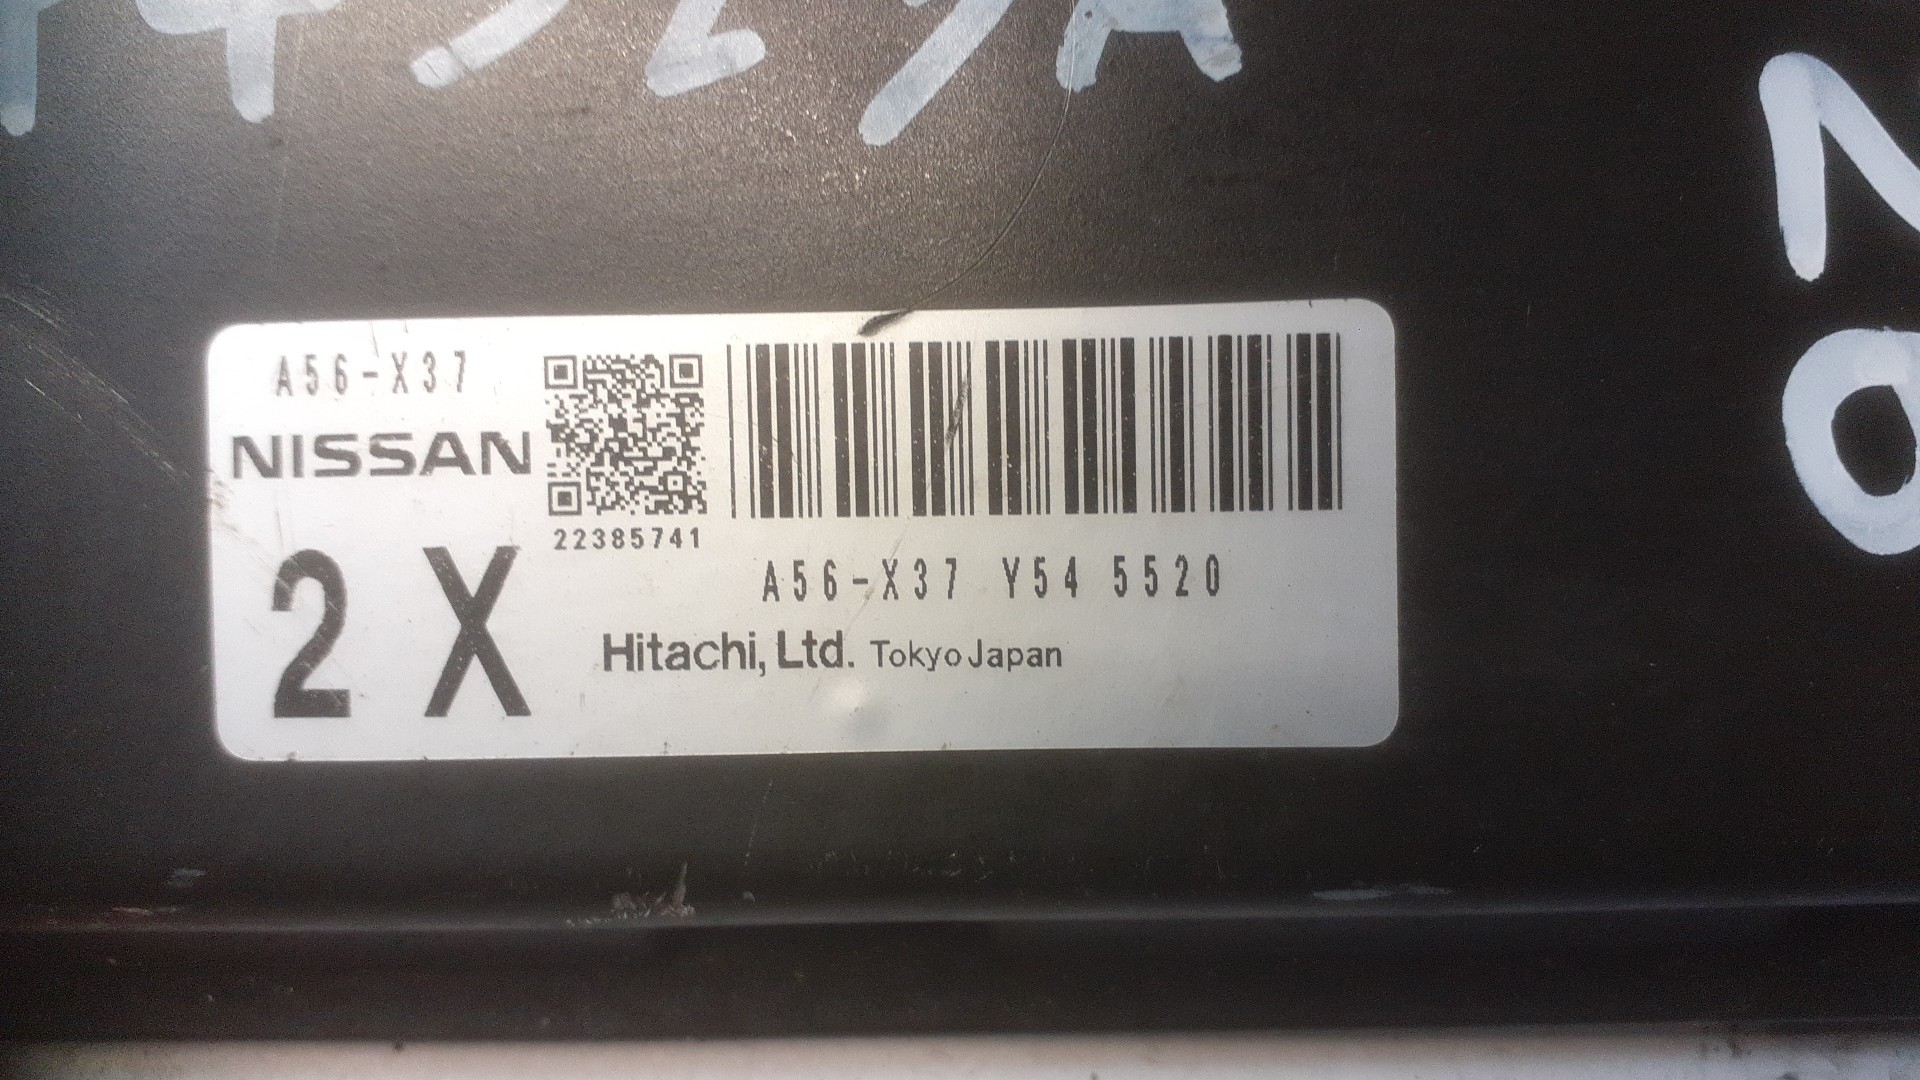 A56-X37
NISSAN
22385741
2 X
A56-X37 Y54 5520
Hitachi, Ltd. Tokyo Japan